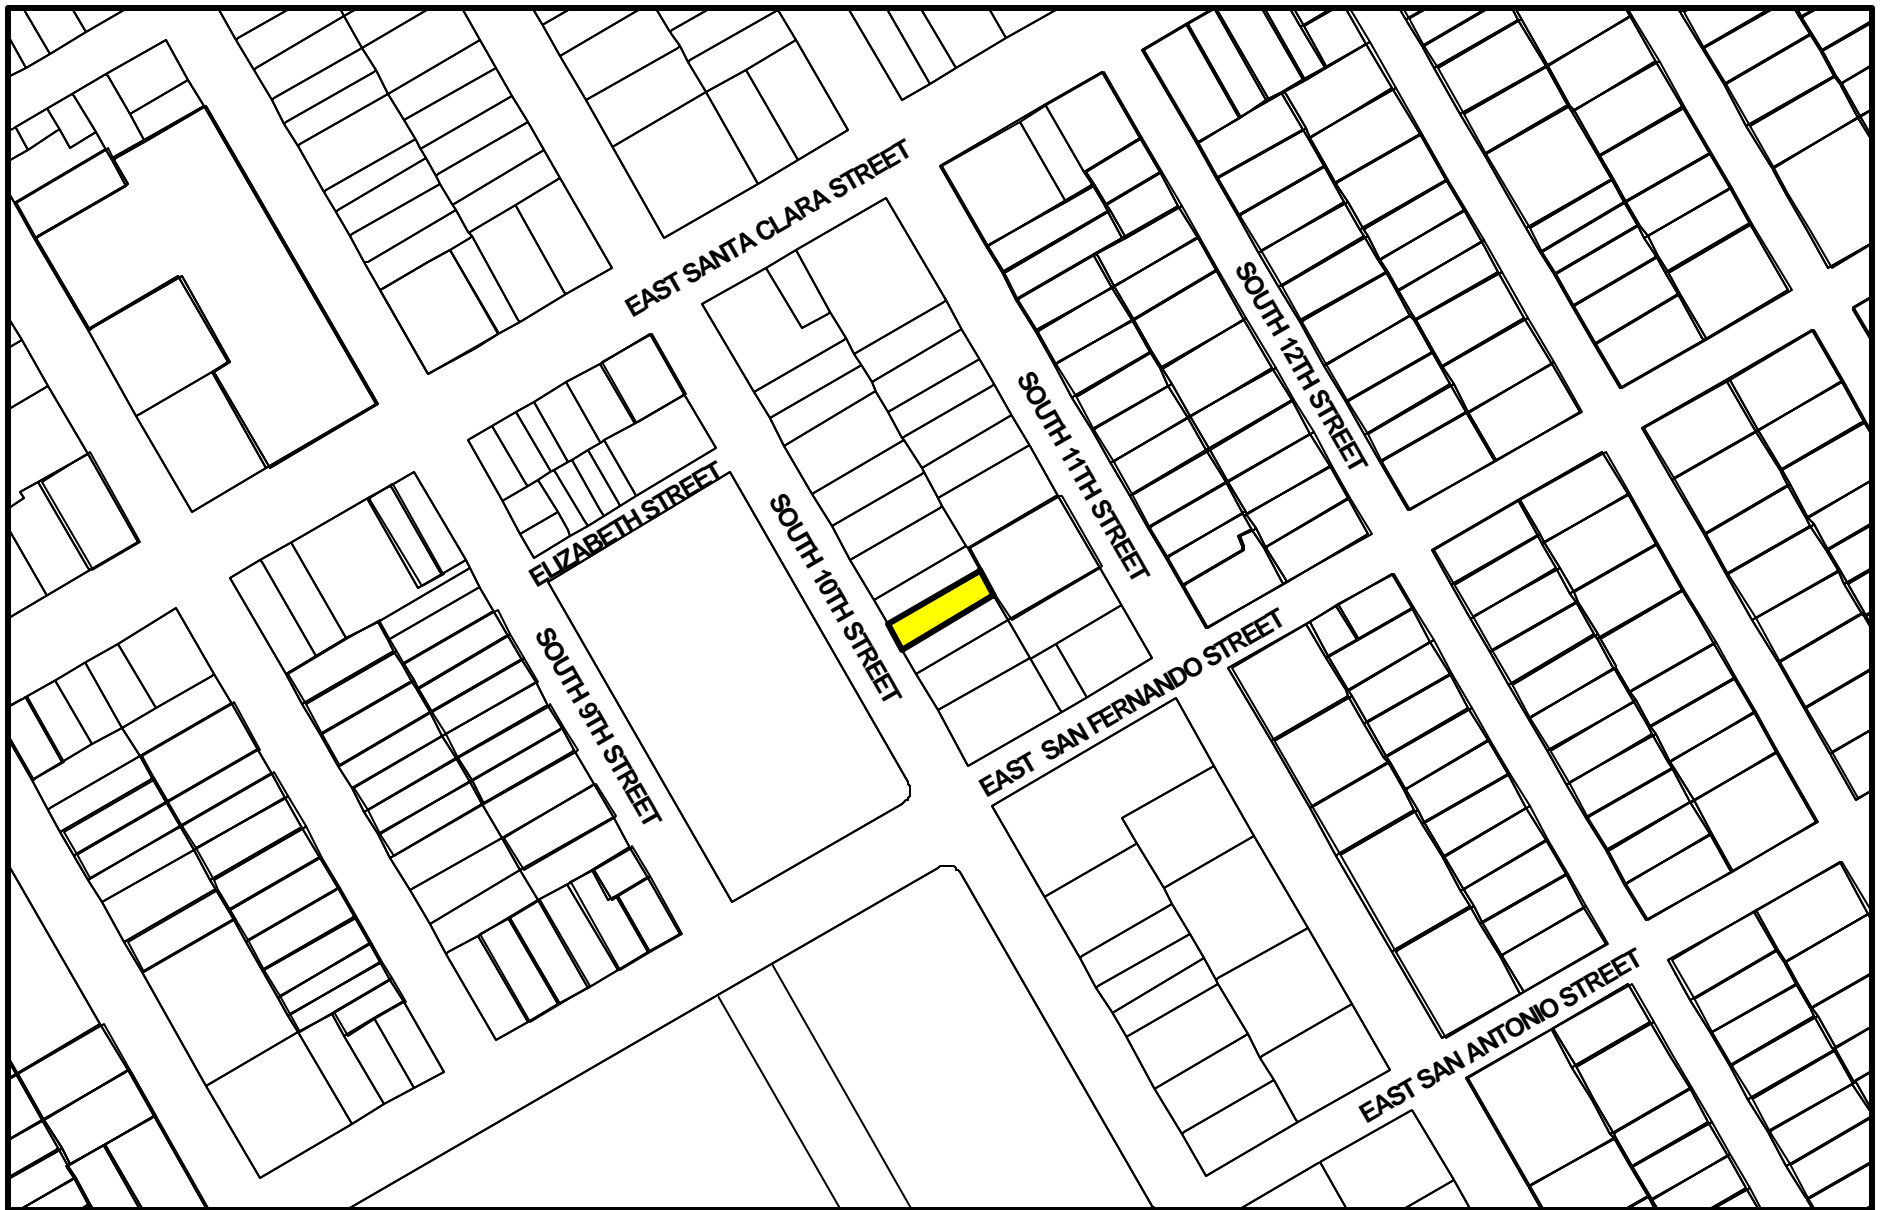 EAST SANTA CLARA STREET
SOUTH 12TH STREET
SOUTH 11TH STREET
ELIZABETH STREET
SOUTH 10TH STREET
SOUTH 9TH STREET
EAST SAN FERNANDO STREET
EAST SAN ANTONIO STREET